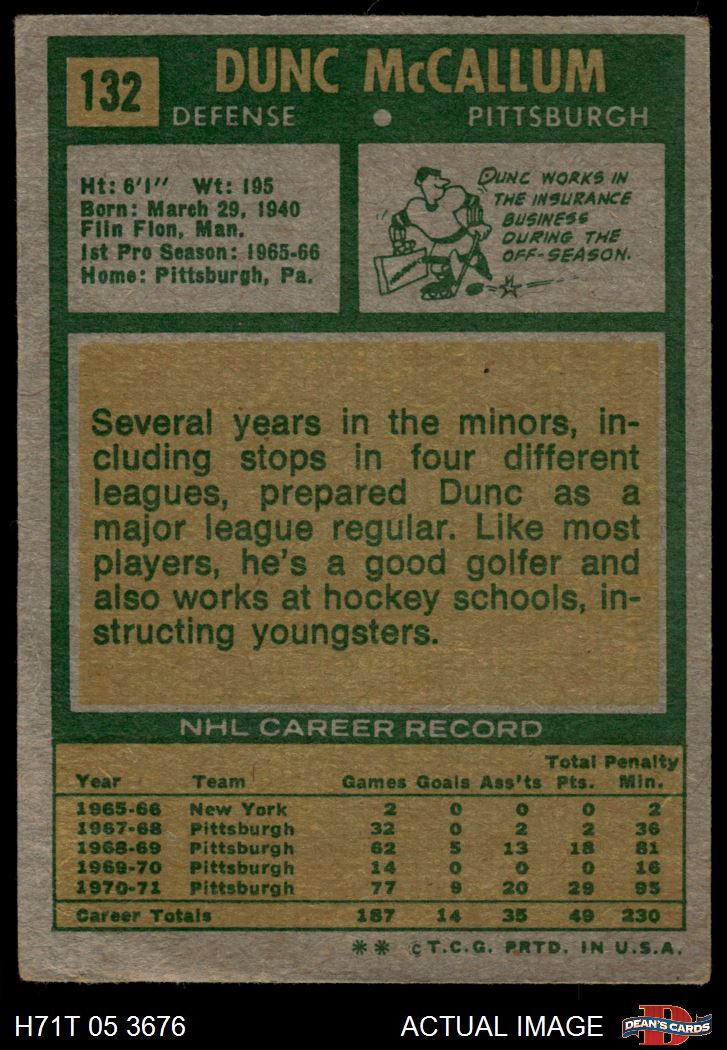 132
DUNC McCALLUM
DEFENSE • PITTSBURGH
Ht: 6'1" Wt: 195
Born: March 29, 1940
Flin Flon, Man.
1st Pro Season: 1965-66
Home: Pittsburgh, Pa.
DUNC WORKS IN
THE INSURANCE
BUSINESS
DURING THE
OFF-SEASON.
Several years in the minors, in-
cluding stops in four different
leagues, prepared Dunc as a
major league regular. Like most
players, he's a good golfer and
also works at hockey schools, in-
structing youngsters.
NHL CAREER RECORD
Total Penalty
Year Team Games Goals Ass'ts Pts. Min.
1965-66 New York 2 0 0 0 2
1967-68 Pittsburgh 32 0 2 2 36
1968-69 Pittsburgh 62 5 13 18 81
1969-70 Pittsburgh 14 0 0 0 16
1970-71 Pittsburgh 77 9 20 29 95
Career Totals 187 14 35 49 230
** © T.C.G. PRTD. IN U.S.A.
H71T 05 3676 ACTUAL IMAGE
D
DEAN'S CARDS